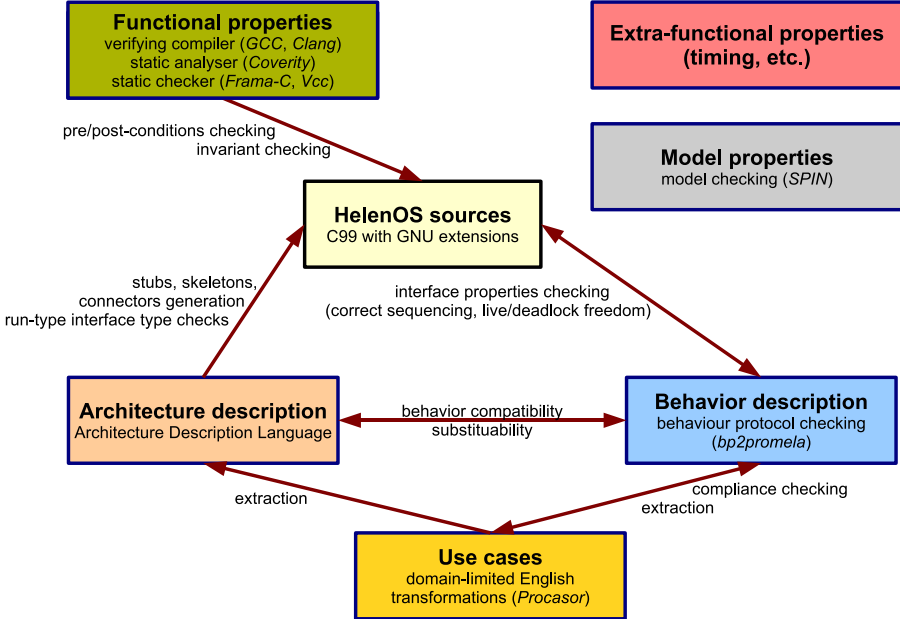 Functional properties
verifying compiler (GCC, Clang)
static analyser (Coverity)
static checker (Frama-C, Vcc)
Extra-functional properties
(timing, etc.)
pre/post-conditions checking
invariant checking
Model properties
model checking (SPIN)
HelenOS sources
C99 with GNU extensions
stubs, skeletons,
connectors generation
run-type interface type checks
interface properties checking
(correct sequencing, live/deadlock freedom)
Architecture description
Architecture Description Language
behavior compatibility
substituability
Behavior description
behaviour protocol checking
(bp2promela)
extraction
compliance checking
extraction
Use cases
domain-limited English
transformations (Procasor)